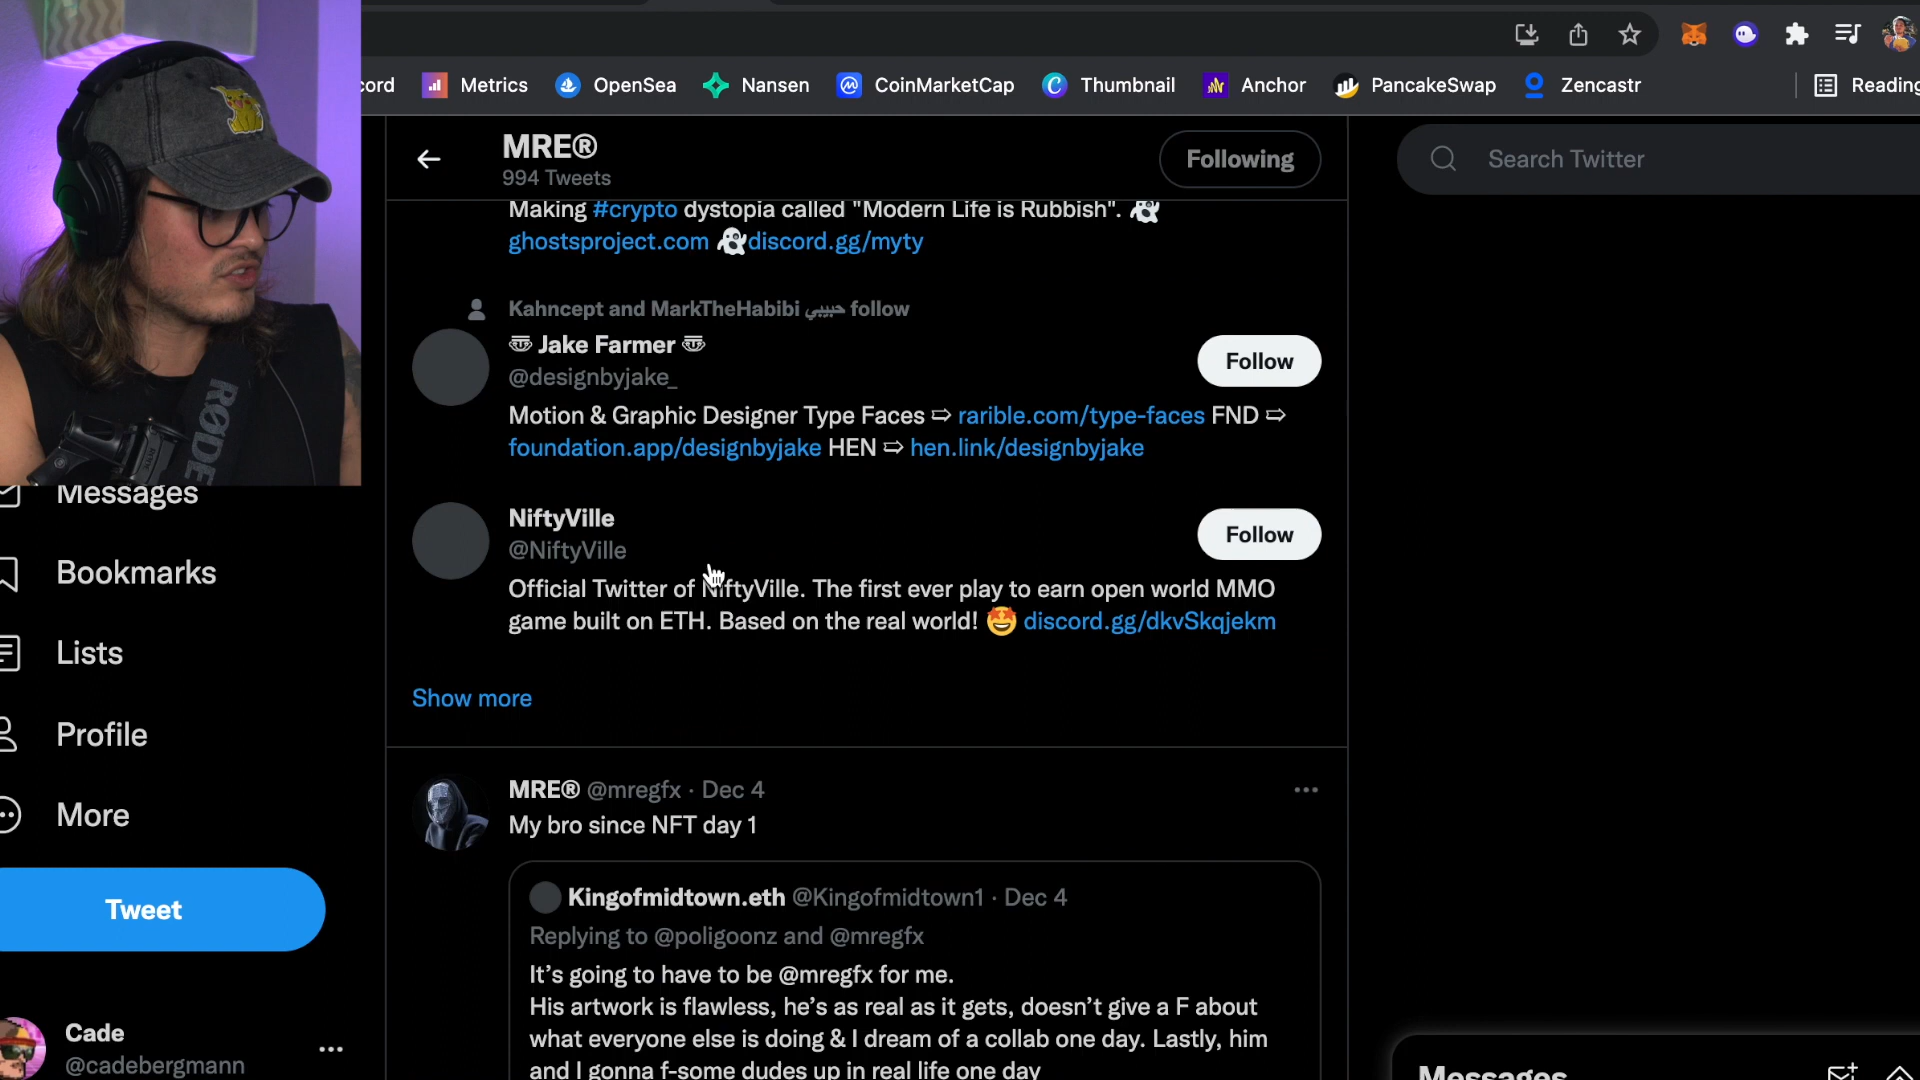 cord Metrics OpenSea Nansen CoinMarketCap Thumbnail Anchor PancakeSwap Zencastr Reading
MRE®
994 Tweets
Following
Search Twitter
Making #crypto dystopia called "Modern Life is Rubbish". 👻
ghostsproject.com 👻discord.gg/myty
Kahncept and MarkTheHabibi حبيبي follow
Jake Farmer
@designbyjake_
Follow
Motion & Graphic Designer Type Faces ⇨ rarible.com/type-faces FND ⇨
foundation.app/designbyjake HEN ⇨ hen.link/designbyjake
NiftyVille
@NiftyVille
Follow
Official Twitter of NiftyVille. The first ever play to earn open world MMO
game built on ETH. Based on the real world! 🤩 discord.gg/dkvSkqjekm
Show more
MRE® @mregfx · Dec 4
My bro since NFT day 1
Kingofmidtown.eth @Kingofmidtown1 · Dec 4
Replying to @poligoonz and @mregfx
It's going to have to be @mregfx for me.
His artwork is flawless, he's as real as it gets, doesn't give a F about
what everyone else is doing & I dream of a collab one day. Lastly, him
and I gonna f-some dudes up in real life one day
RØDE
Messages
Bookmarks
Lists
Profile
More
Tweet
Cade
@cadebergmann
Messages